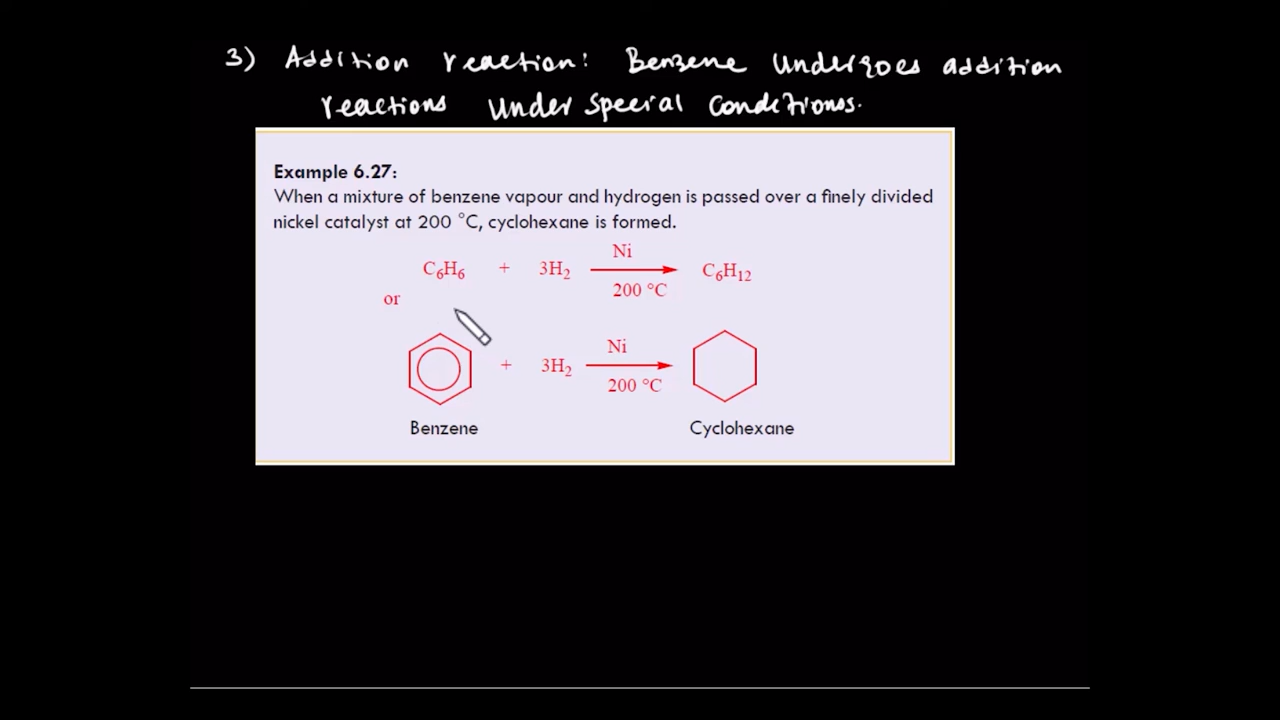 3) Addition reaction: Benzene undergoes addition
reactions under special conditionss.
Example 6.27:
When a mixture of benzene vapour and hydrogen is passed over a finely divided
nickel catalyst at 200 °C, cyclohexane is formed.
Ni
C₆H₆ + 3H₂ C₆H₁₂
200 °C
or
Ni
+ 3H₂
200 °C
Benzene Cyclohexane